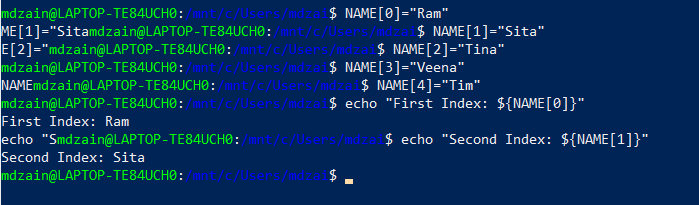 mdzain@LAPTOP-TE84UCH0:/mnt/c/Users/mdzai$ NAME[0]="Ram"
ME[1]="Sitamdzain@LAPTOP-TE84UCH0:/mnt/c/Users/mdzai$ NAME[1]="Sita"
E[2]="mdzain@LAPTOP-TE84UCH0:/mnt/c/Users/mdzai$ NAME[2]="Tina"
mdzain@LAPTOP-TE84UCH0:/mnt/c/Users/mdzai$ NAME[3]="Veena"
NAMEmdzain@LAPTOP-TE84UCH0:/mnt/c/Users/mdzai$ NAME[4]="Tim"
mdzain@LAPTOP-TE84UCH0:/mnt/c/Users/mdzai$ echo "First Index: ${NAME[0]}"
First Index: Ram
echo "Smdzain@LAPTOP-TE84UCH0:/mnt/c/Users/mdzai$ echo "Second Index: ${NAME[1]}"
Second Index: Sita
mdzain@LAPTOP-TE84UCH0:/mnt/c/Users/mdzai$